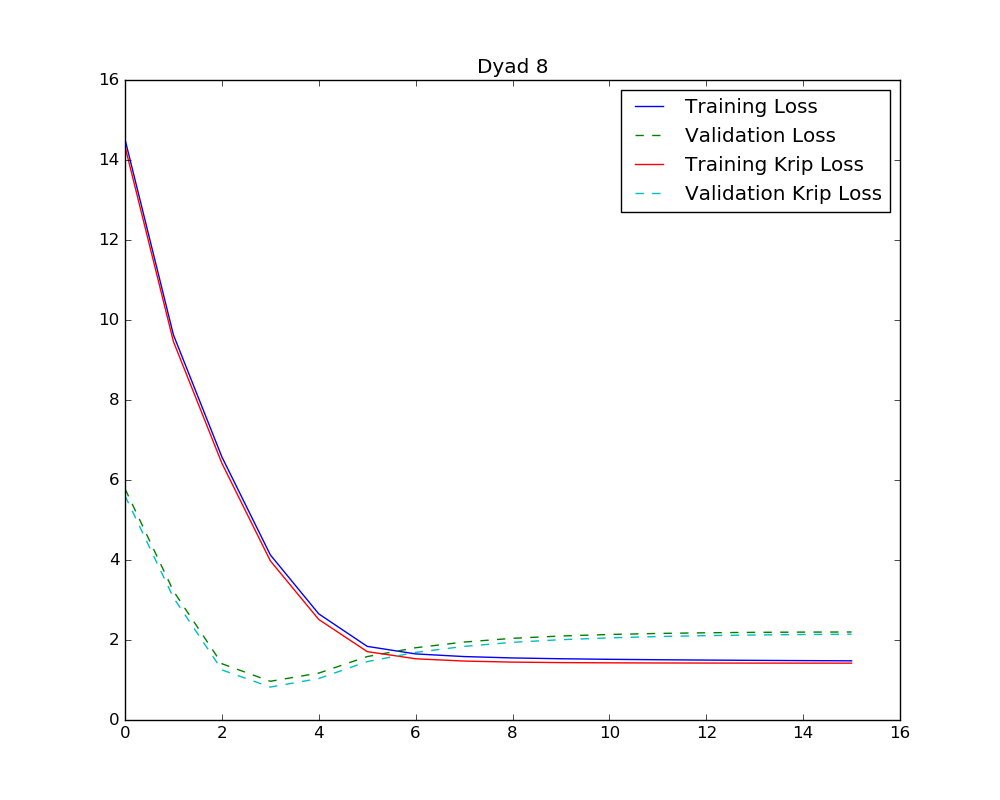 Dyad 8
16
14
12
10
8
6
4
2
0
Training Loss
Validation Loss
Training Krip Loss
Validation Krip Loss
0 2 4 6 8 10 12 14 16